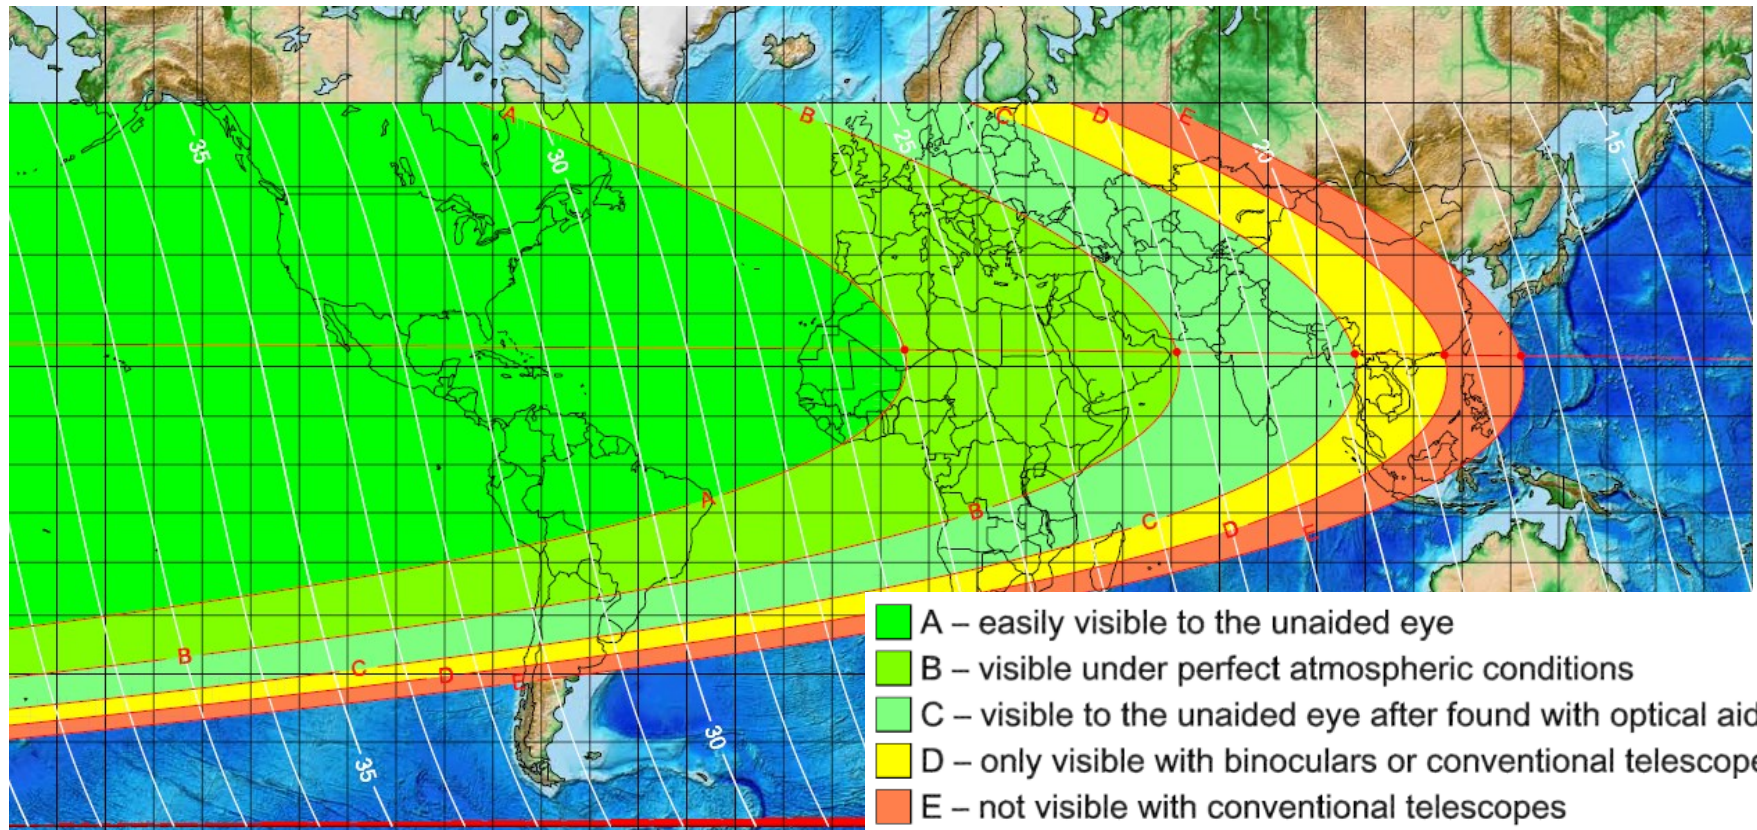 A
B
C
D
E
35
30
25
20
15
A
B
C
D
E
B
C
D
E
30
35
A – easily visible to the unaided eye
B – visible under perfect atmospheric conditions
C – visible to the unaided eye after found with optical aid
D – only visible with binoculars or conventional telescope
E – not visible with conventional telescopes